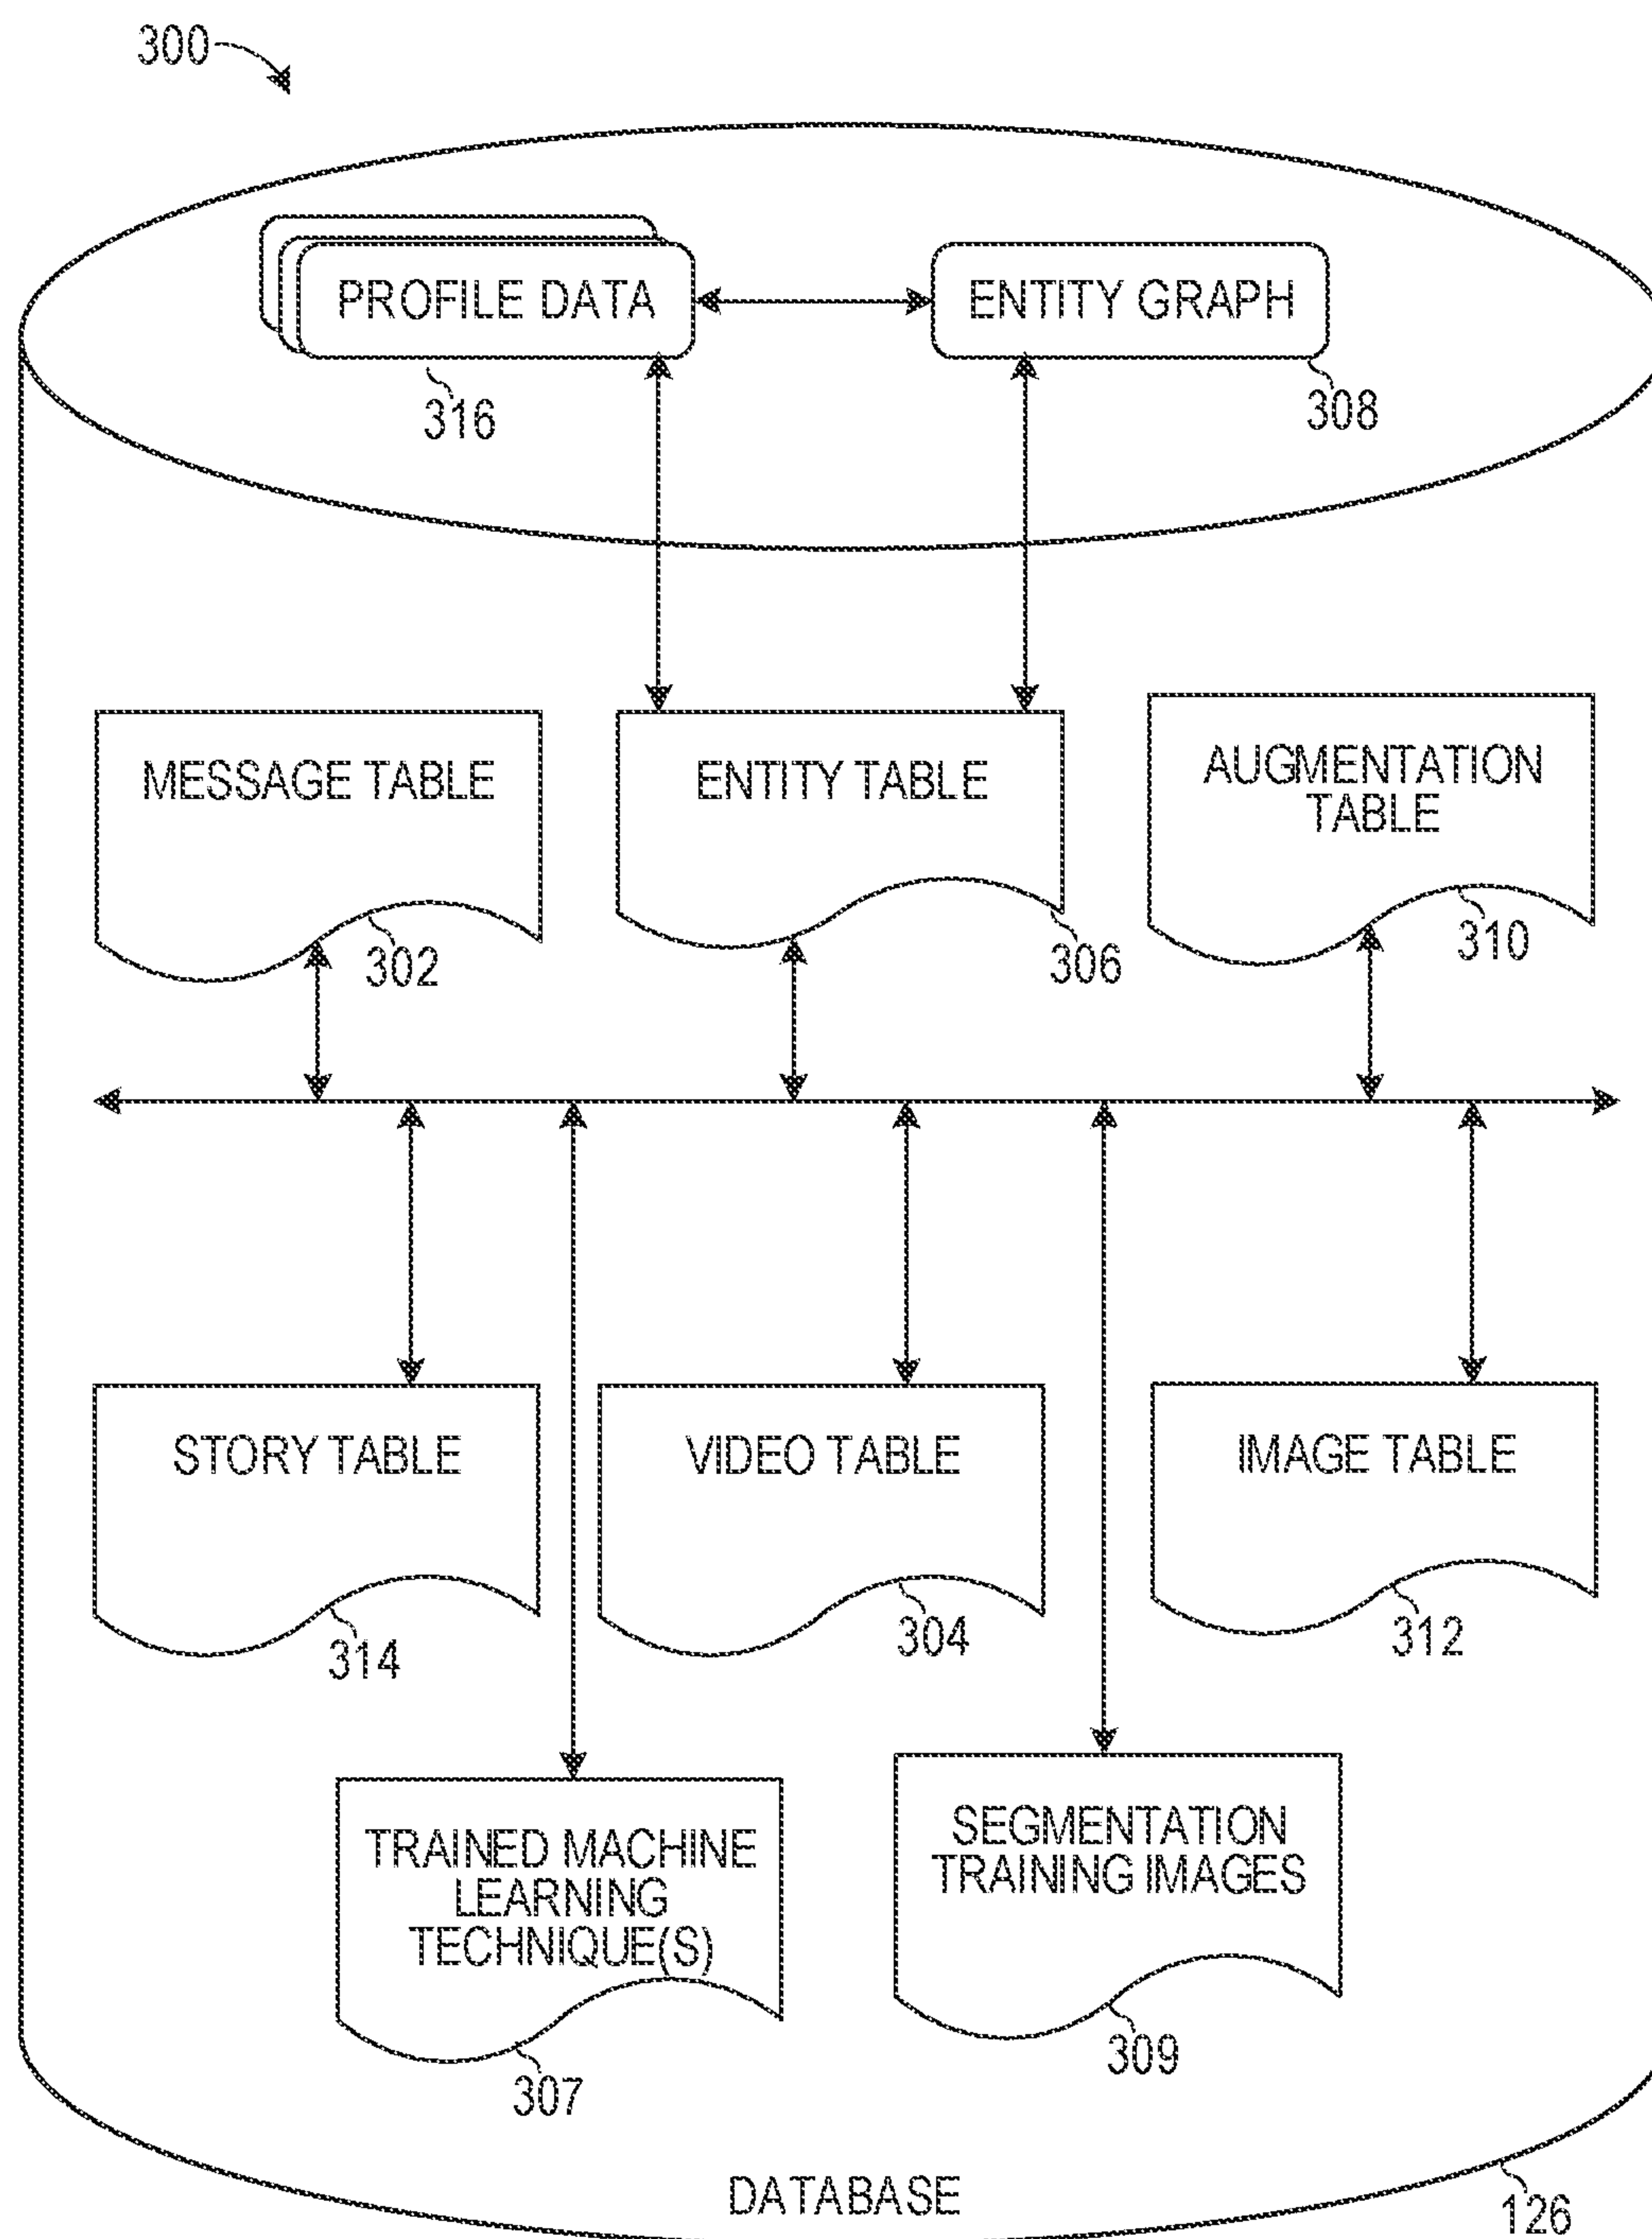 300
PROFILE DATA
ENTITY GRAPH
316
308
MESSAGE TABLE
ENTITY TABLE
AUGMENTATION
TABLE
302
306
310
STORY TABLE
VIDEO TABLE
IMAGE TABLE
314
304
312
TRAINED MACHINE
LEARNING
TECHNIQUE(S)
SEGMENTATION
TRAINING IMAGES
307
309
DATABASE
126